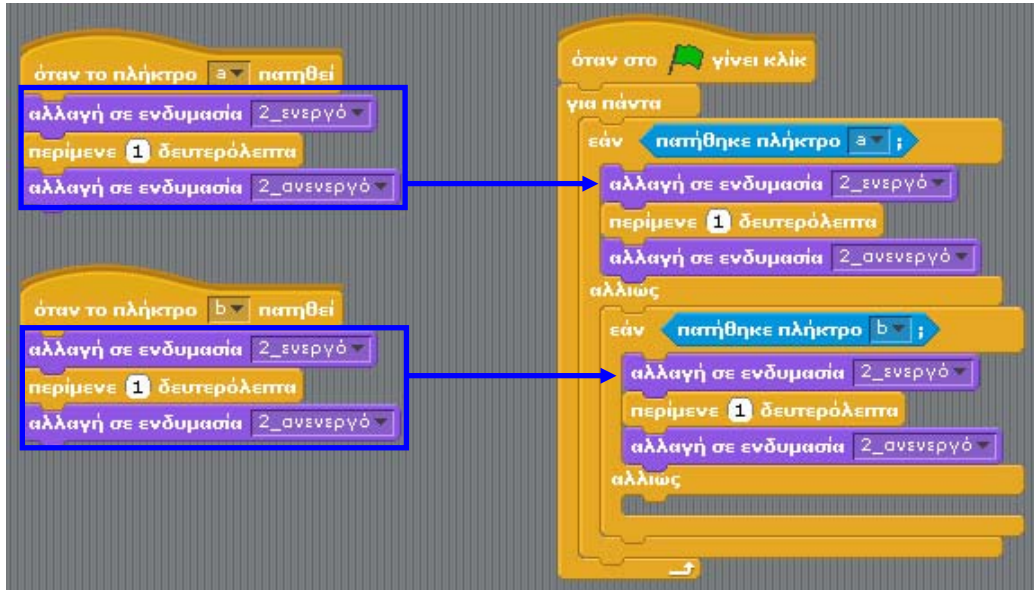 όταν το πλήκτρο a πατηθεί
αλλαγή σε ενδυμασία 2_ενεργό
περίμενε 1 δευτερόλεπτα
αλλαγή σε ενδυμασία 2_ανενεργό
όταν το πλήκτρο b πατηθεί
αλλαγή σε ενδυμασία 2_ενεργό
περίμενε 1 δευτερόλεπτα
αλλαγή σε ενδυμασία 2_ανενεργό
όταν στο γίνει κλίκ
για πάντα
εάν πατήθηκε πλήκτρο a ;
αλλαγή σε ενδυμασία 2_ενεργό
περίμενε 1 δευτερόλεπτα
αλλαγή σε ενδυμασία 2_ανενεργό
αλλιώς
εάν πατήθηκε πλήκτρο b ;
αλλαγή σε ενδυμασία 2_ενεργό
περίμενε 1 δευτερόλεπτα
αλλαγή σε ενδυμασία 2_ανενεργό
αλλιώς